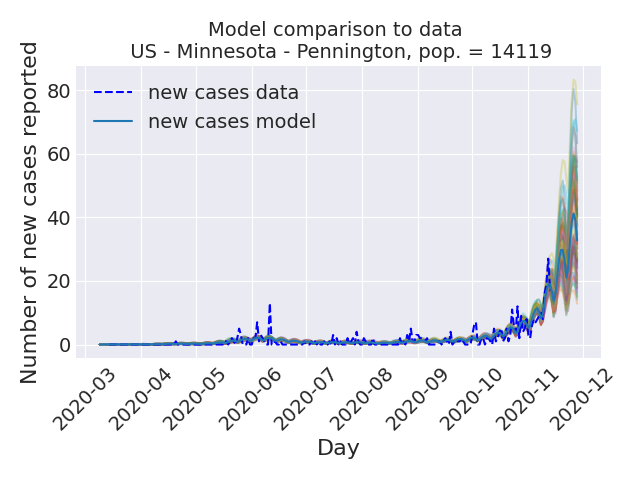 Model comparison to data
US - Minnesota - Pennington, pop. = 14119
Number of new cases reported
80
60
40
20
0
new cases data
new cases model
2020-03
2020-04
2020-05
2020-06
2020-07
2020-08
2020-09
2020-10
2020-11
2020-12
Day